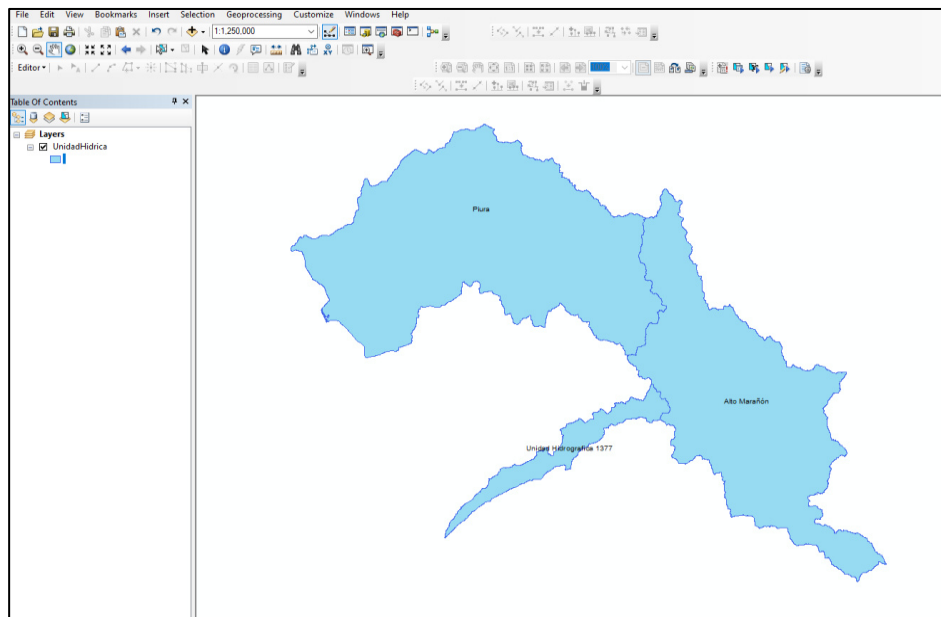 File Edit View Bookmarks Insert Selection Geoprocessing Customize Windows Help
1:1,250,000
Editor
Table Of Contents
Layers
UnidadHidrica
Piura
Alto Marañón
Unidad Hidrografica 1377